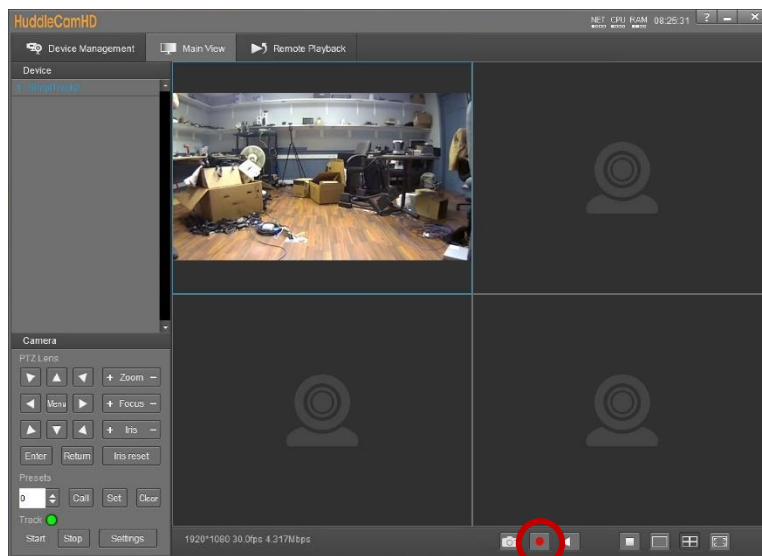 HuddleCamHD
NET CPU RAM 08:25:31 ?
Device Management Main View Remote Playback
Device
Camera
PTZ Lens
+ Zoom −
Menu + Focus −
+ Iris −
Enter Return Iris reset
Presets
0 Call Set Clear
Track
Start Stop Settings
1920*1080 30.0fps 4.317Mbps